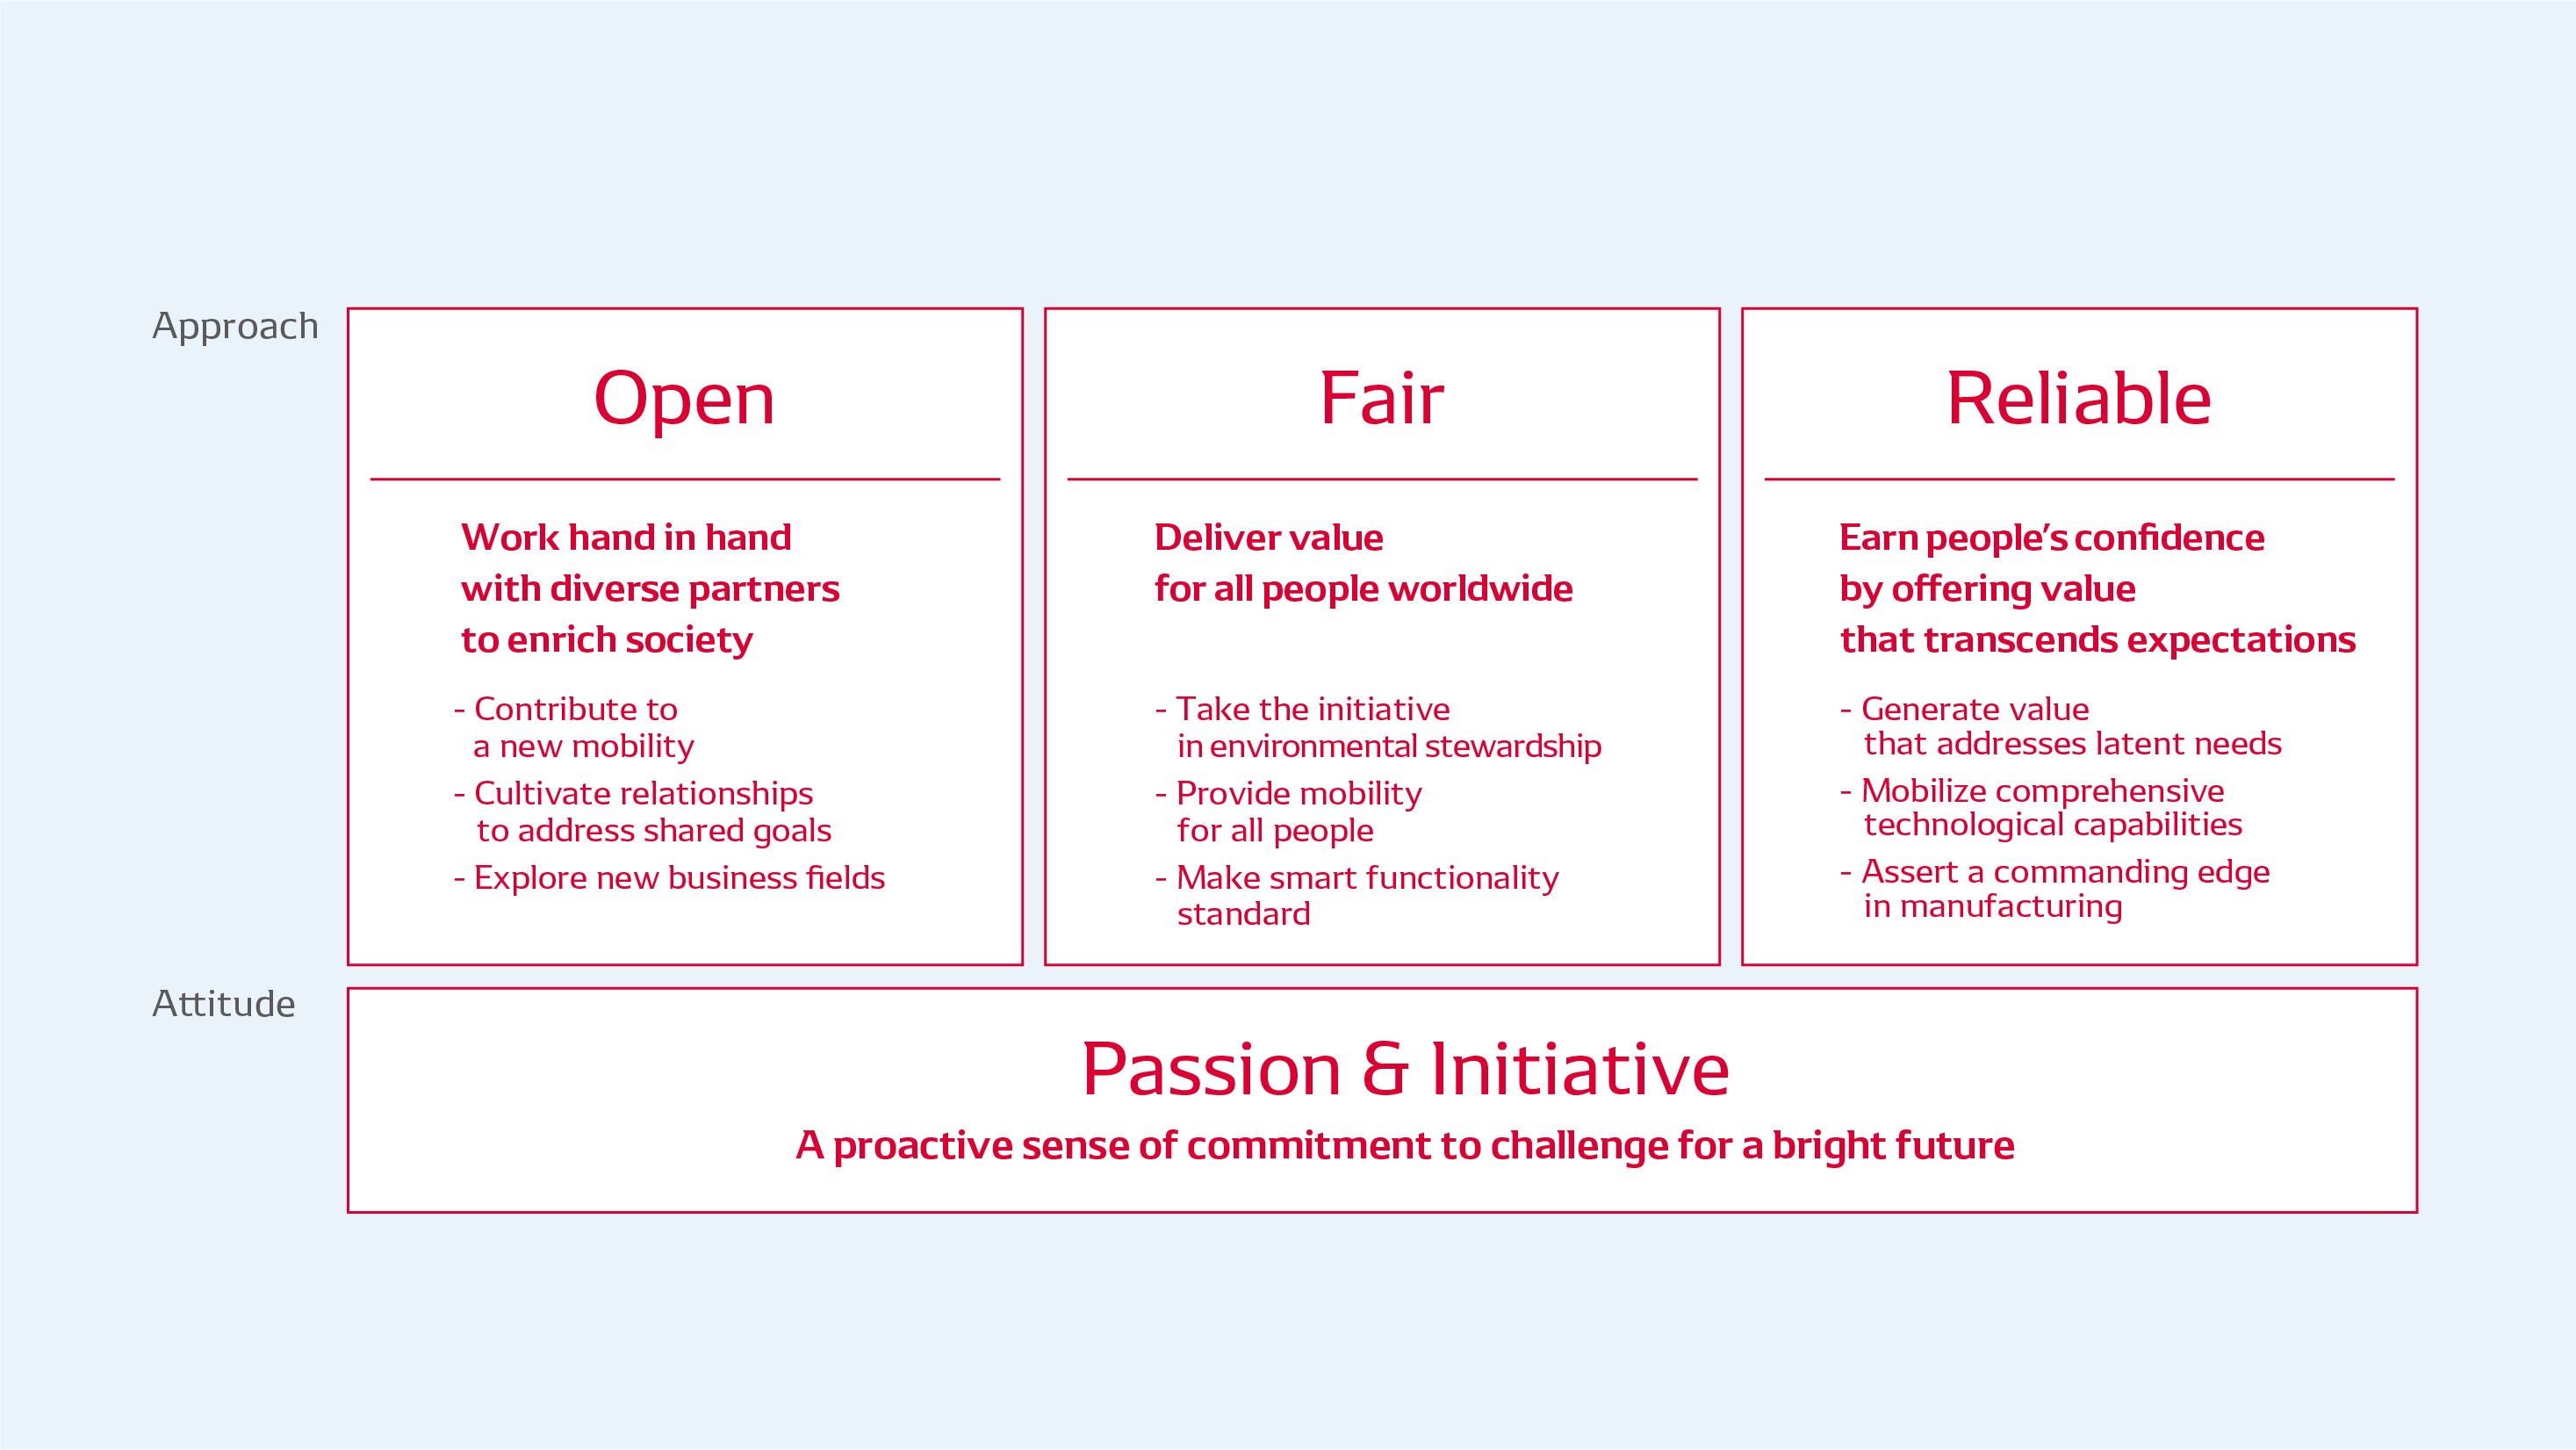 Approach
Open
Work hand in hand
with diverse partners
to enrich society
- Contribute to
a new mobility
- Cultivate relationships
to address shared goals
- Explore new business fields
Fair
Deliver value
for all people worldwide
- Take the initiative
in environmental stewardship
- Provide mobility
for all people
- Make smart functionality
standard
Reliable
Earn people’s confidence
by offering value
that transcends expectations
- Generate value
that addresses latent needs
- Mobilize comprehensive
technological capabilities
- Assert a commanding edge
in manufacturing
Attitude
Passion & Initiative
A proactive sense of commitment to challenge for a bright future